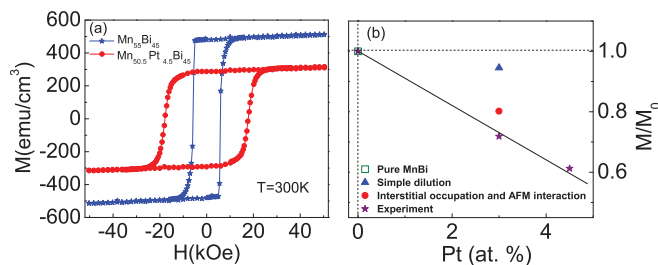 (a)
Mn₅₅Bi₄₅
Mn₅₀.₅Pt ₄.₅Bi₄₅
600
400
200
0
-200
-400
-600
M(emu/cm³)
T=300K
-40 -20 0 20 40
H(kOe)
(b)
1.0
0.8
0.6
M/M₀
Pure MnBi
Simple dilution
Interstitial occupation and AFM interaction
Experiment
0 2 4
Pt (at. %)